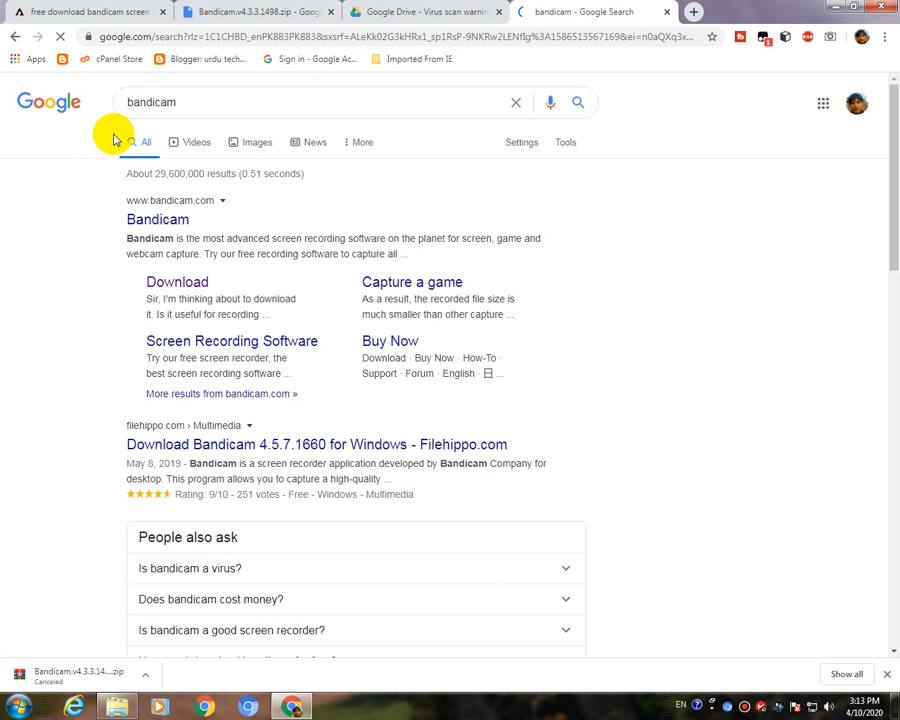 free download bandicam screen
Bandicam.v4.3.3.1498.zip - Goog
Google Drive - Virus scan warnin
bandicam - Google Search
google.com/search?rlz=1C1CHBD_enPK883PK883&sxsrf=ALeKk02G3kHRx1_sp1RsP-9NKRw2LENfIg%3A1586513567169&ei=n0aQXq3x...
Apps
cPanel Store
Blogger: urdu tech...
Sign in - Google Ac...
Imported From IE
Google
bandicam
All
Videos
Images
News
More
Settings
Tools
About 29,600,000 results (0.51 seconds)
www.bandicam.com
Bandicam
Bandicam is the most advanced screen recording software on the planet for screen, game and
webcam capture. Try our free recording software to capture all ...
Download
Capture a game
Sir, I'm thinking about to download
it. Is it useful for recording ...
As a result, the recorded file size is
much smaller than other capture ...
Screen Recording Software
Buy Now
Try our free screen recorder, the
best screen recording software ...
Download · Buy Now · How-To ·
Support · Forum · English · 日 ...
More results from bandicam.com »
filehippo.com › Multimedia
Download Bandicam 4.5.7.1660 for Windows - Filehippo.com
May 8, 2019 - Bandicam is a screen recorder application developed by Bandicam Company for
desktop. This program allows you to capture a high-quality ...
Rating: 9/10 - 251 votes - Free - Windows - Multimedia
People also ask
Is bandicam a virus?
Does bandicam cost money?
Is bandicam a good screen recorder?
Bandicam.v4.3.3.14....zip
Canceled
Show all
EN
3:13 PM
4/10/2020